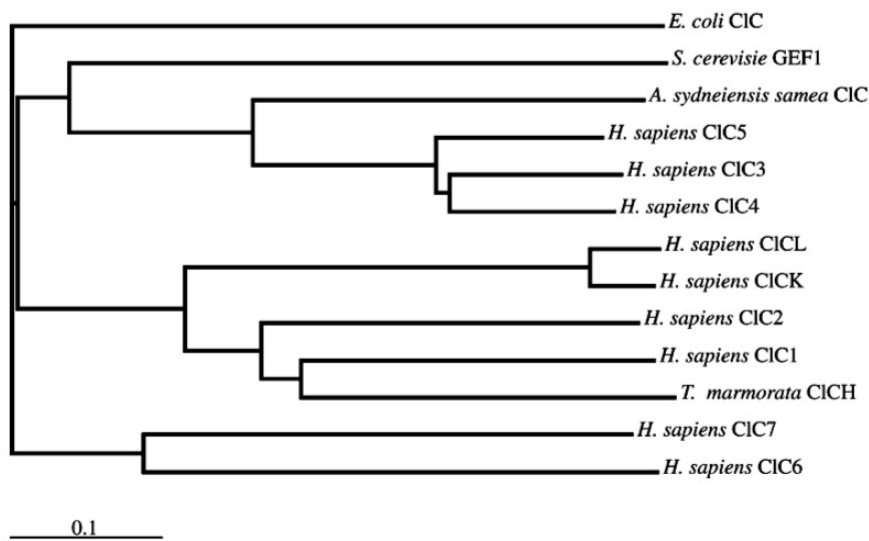 E. coli ClC
S. cerevisie GEF1
A. sydneiensis samea ClC
H. sapiens ClC5
H. sapiens ClC3
H. sapiens ClC4
H. sapiens ClCL
H. sapiens ClCK
H. sapiens ClC2
H. sapiens ClC1
T. marmorata ClCH
H. sapiens ClC7
H. sapiens ClC6
0.1